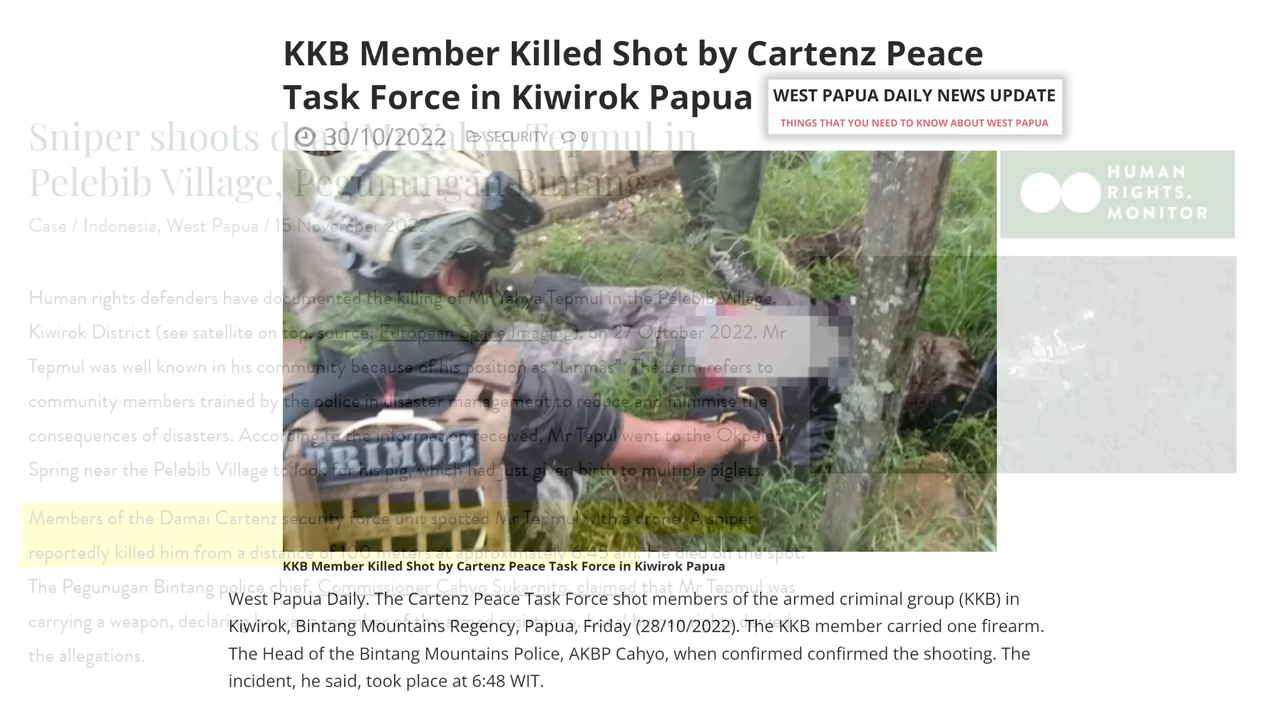 KKB Member Killed Shot by Cartenz Peace
Task Force in Kiwirok Papua
WEST PAPUA DAILY NEWS UPDATE
THINGS THAT YOU NEED TO KNOW ABOUT WEST PAPUA
30/10/2022 SECURITY 0
Sniper shoots dead Mr Yahya Tepmul in
Pelebib Village, Pegunungan Bintang
Case / Indonesia, West Papua / 15 November 2022
HUMAN
RIGHTS.
MONITOR
Human rights defenders have documented the killing of Mr Yahya Tepmul in the Pelebib Village,
Kiwirok District (see satellite on top, source: European Space Imaging), on 27 October 2022. Mr
Tepmul was well known in his community because of his position as “Linmas”. The term refers to
community members trained by the police in disaster management to reduce and minimise the
consequences of disasters. According to the information received, Mr Tepul went to the Okpelep
Spring near the Pelebib Village to look for his pig, which had just given birth to multiple piglets.
BRIMOB
Members of the Damai Cartenz security force unit spotted Mr Tepmul with a drone. A sniper
reportedly killed him from a distance of 100 meters at approximately 6:45 am. He died on the spot.
The Pegunugan Bintang police chief, Commissioner Cahyo Sukarnito, claimed that Mr Tepmul was
carrying a weapon, declaring
the allegations.
KKB Member Killed Shot by Cartenz Peace Task Force in Kiwirok Papua
West Papua Daily. The Cartenz Peace Task Force shot members of the armed criminal group (KKB) in
Kiwirok, Bintang Mountains Regency, Papua, Friday (28/10/2022). The KKB member carried one firearm.
The Head of the Bintang Mountains Police, AKBP Cahyo, when confirmed confirmed the shooting. The
incident, he said, took place at 6:48 WIT.